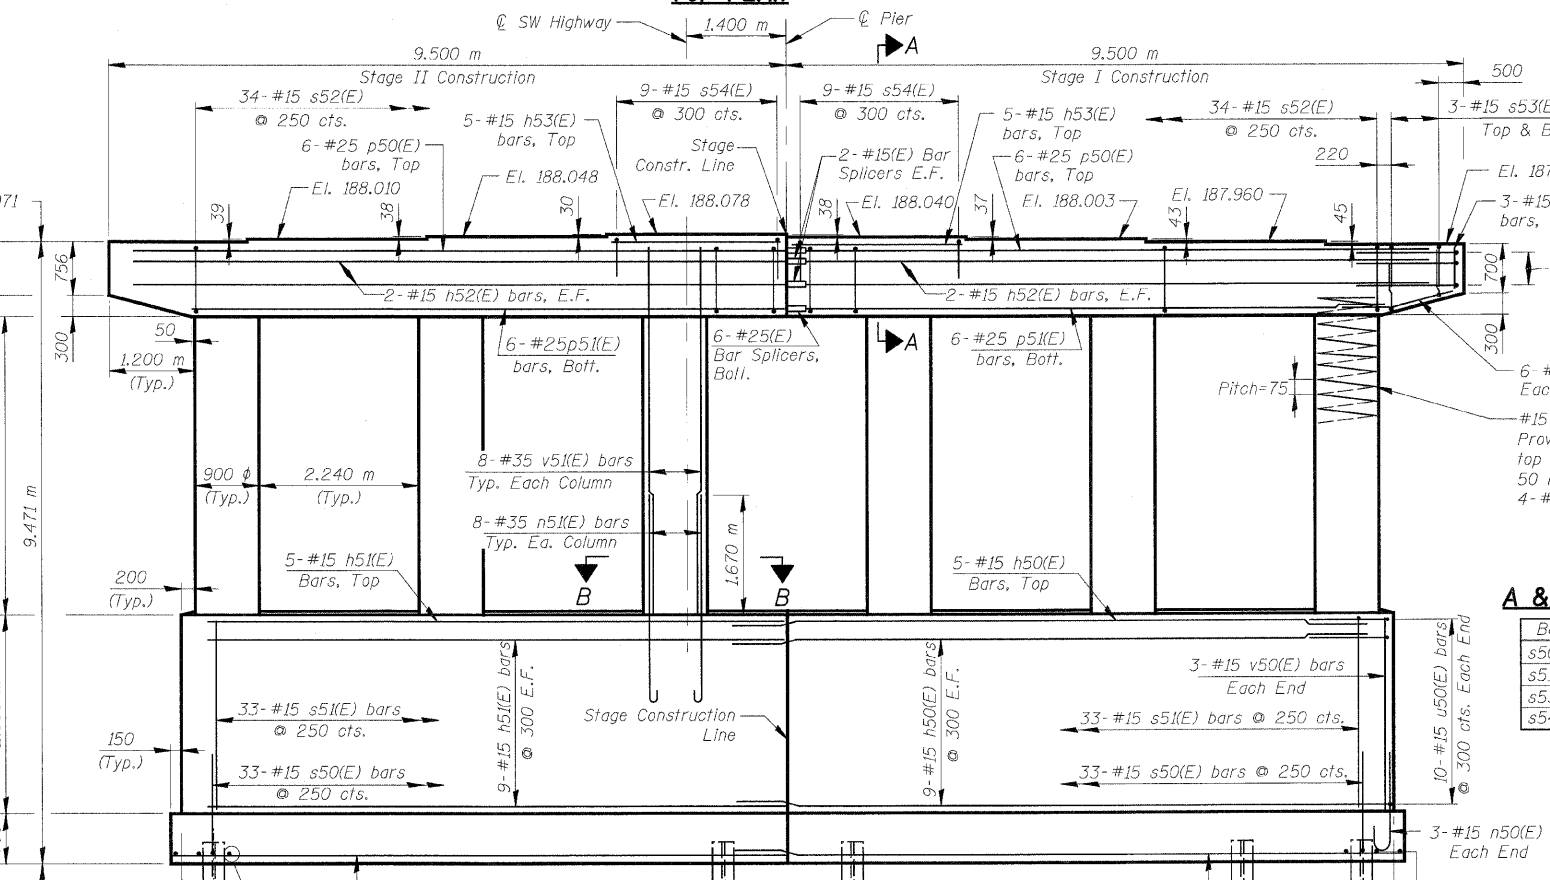 ℄ SW Highway
1.400 m
℄ Pier
A
9.500 m
Stage II Construction
9.500 m
Stage I Construction
500
34-#15 s52(E)
@ 250 cts.
9-#15 s54(E)
@ 300 cts.
9-#15 s54(E)
@ 300 cts.
34-#15 s52(E)
@ 250 cts.
3-#15 s53(E
Top & B
5-#15 h53(E)
bars, Top
5-#15 h53(E)
bars, Top
6-#25 p50(E)
bars, Top
Stage
Constr. Line
2-#15(E) Bar
Splicers E.F.
6-#25 p50(E)
bars, Top
220
El. 188.010
El. 188.048
El. 188.078
El. 188.040
El. 188.003
El. 187.960
El. 187
3-#15
bars,
971
39
38
30
38
37
43
45
756
700
2-#15 h52(E) bars, E.F.
2-#15 h52(E) bars, E.F.
300
300
50
1.200 m
(Typ.)
6-#25p51(E)
bars, Bott.
6-#25(E)
Bar Splicers,
Bott.
A
6-#25 p51(E)
bars, Bott.
Pitch=75
6-#
Eac
#15
Prov
top
50
4-#
900 ϕ
(Typ.)
2.240 m
(Typ.)
8-#35 v51(E) bars
Typ. Each Column
9.471 m
8-#35 n51(E) bars
Typ. Ea. Column
1.670 m
5-#15 h51(E)
Bars, Top
B
B
5-#15 h50(E)
Bars, Top
200
(Typ.)
A &
B
s50
s5
s5
s54
9-#15 h51(E) bars
@ 300 E.F.
9-#15 h50(E) bars
@ 300 E.F.
3-#15 v50(E) bars
Each End
10-#15 u50(E) bars
@ 300 cts. Each End
33-#15 s51(E) bars
@ 250 cts.
Stage Construction
Line
33-#15 s51(E) bars @ 250 cts.
150
(Typ.)
33-#15 s50(E) bars
@ 250 cts.
33-#15 s50(E) bars @ 250 cts.
3-#15 n50(E)
Each End